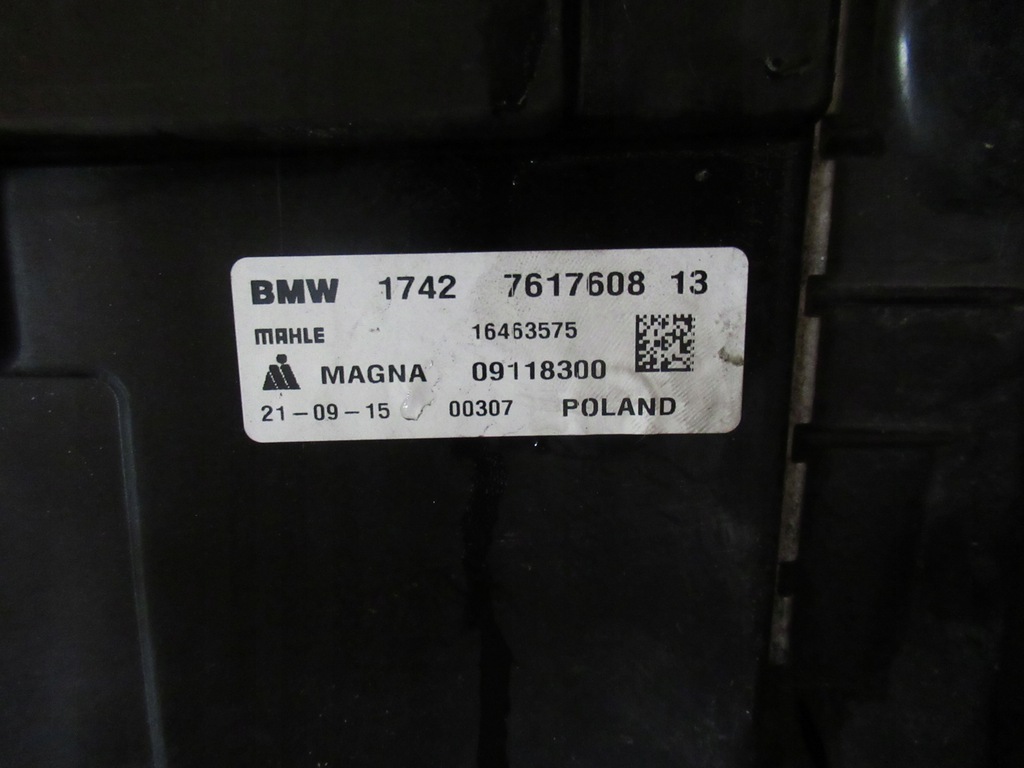 BMW 1742 7617608 13
MAHLE 16463575
MAGNA 09118300
21-09-15 00307 POLAND